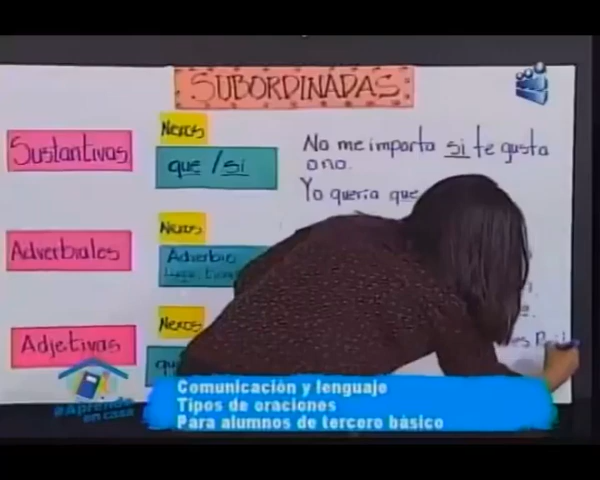 SUBORDINADAS
Sustantivas
Nexos
que / si
No me importa si te gusta
o no.
Yo quería que
Adverbiales
Nexos
Adverbio
Adjetivas
Nexos
#Aprendo
en casa
Comunicación y lenguaje
Tipos de oraciones
Para alumnos de tercero básico